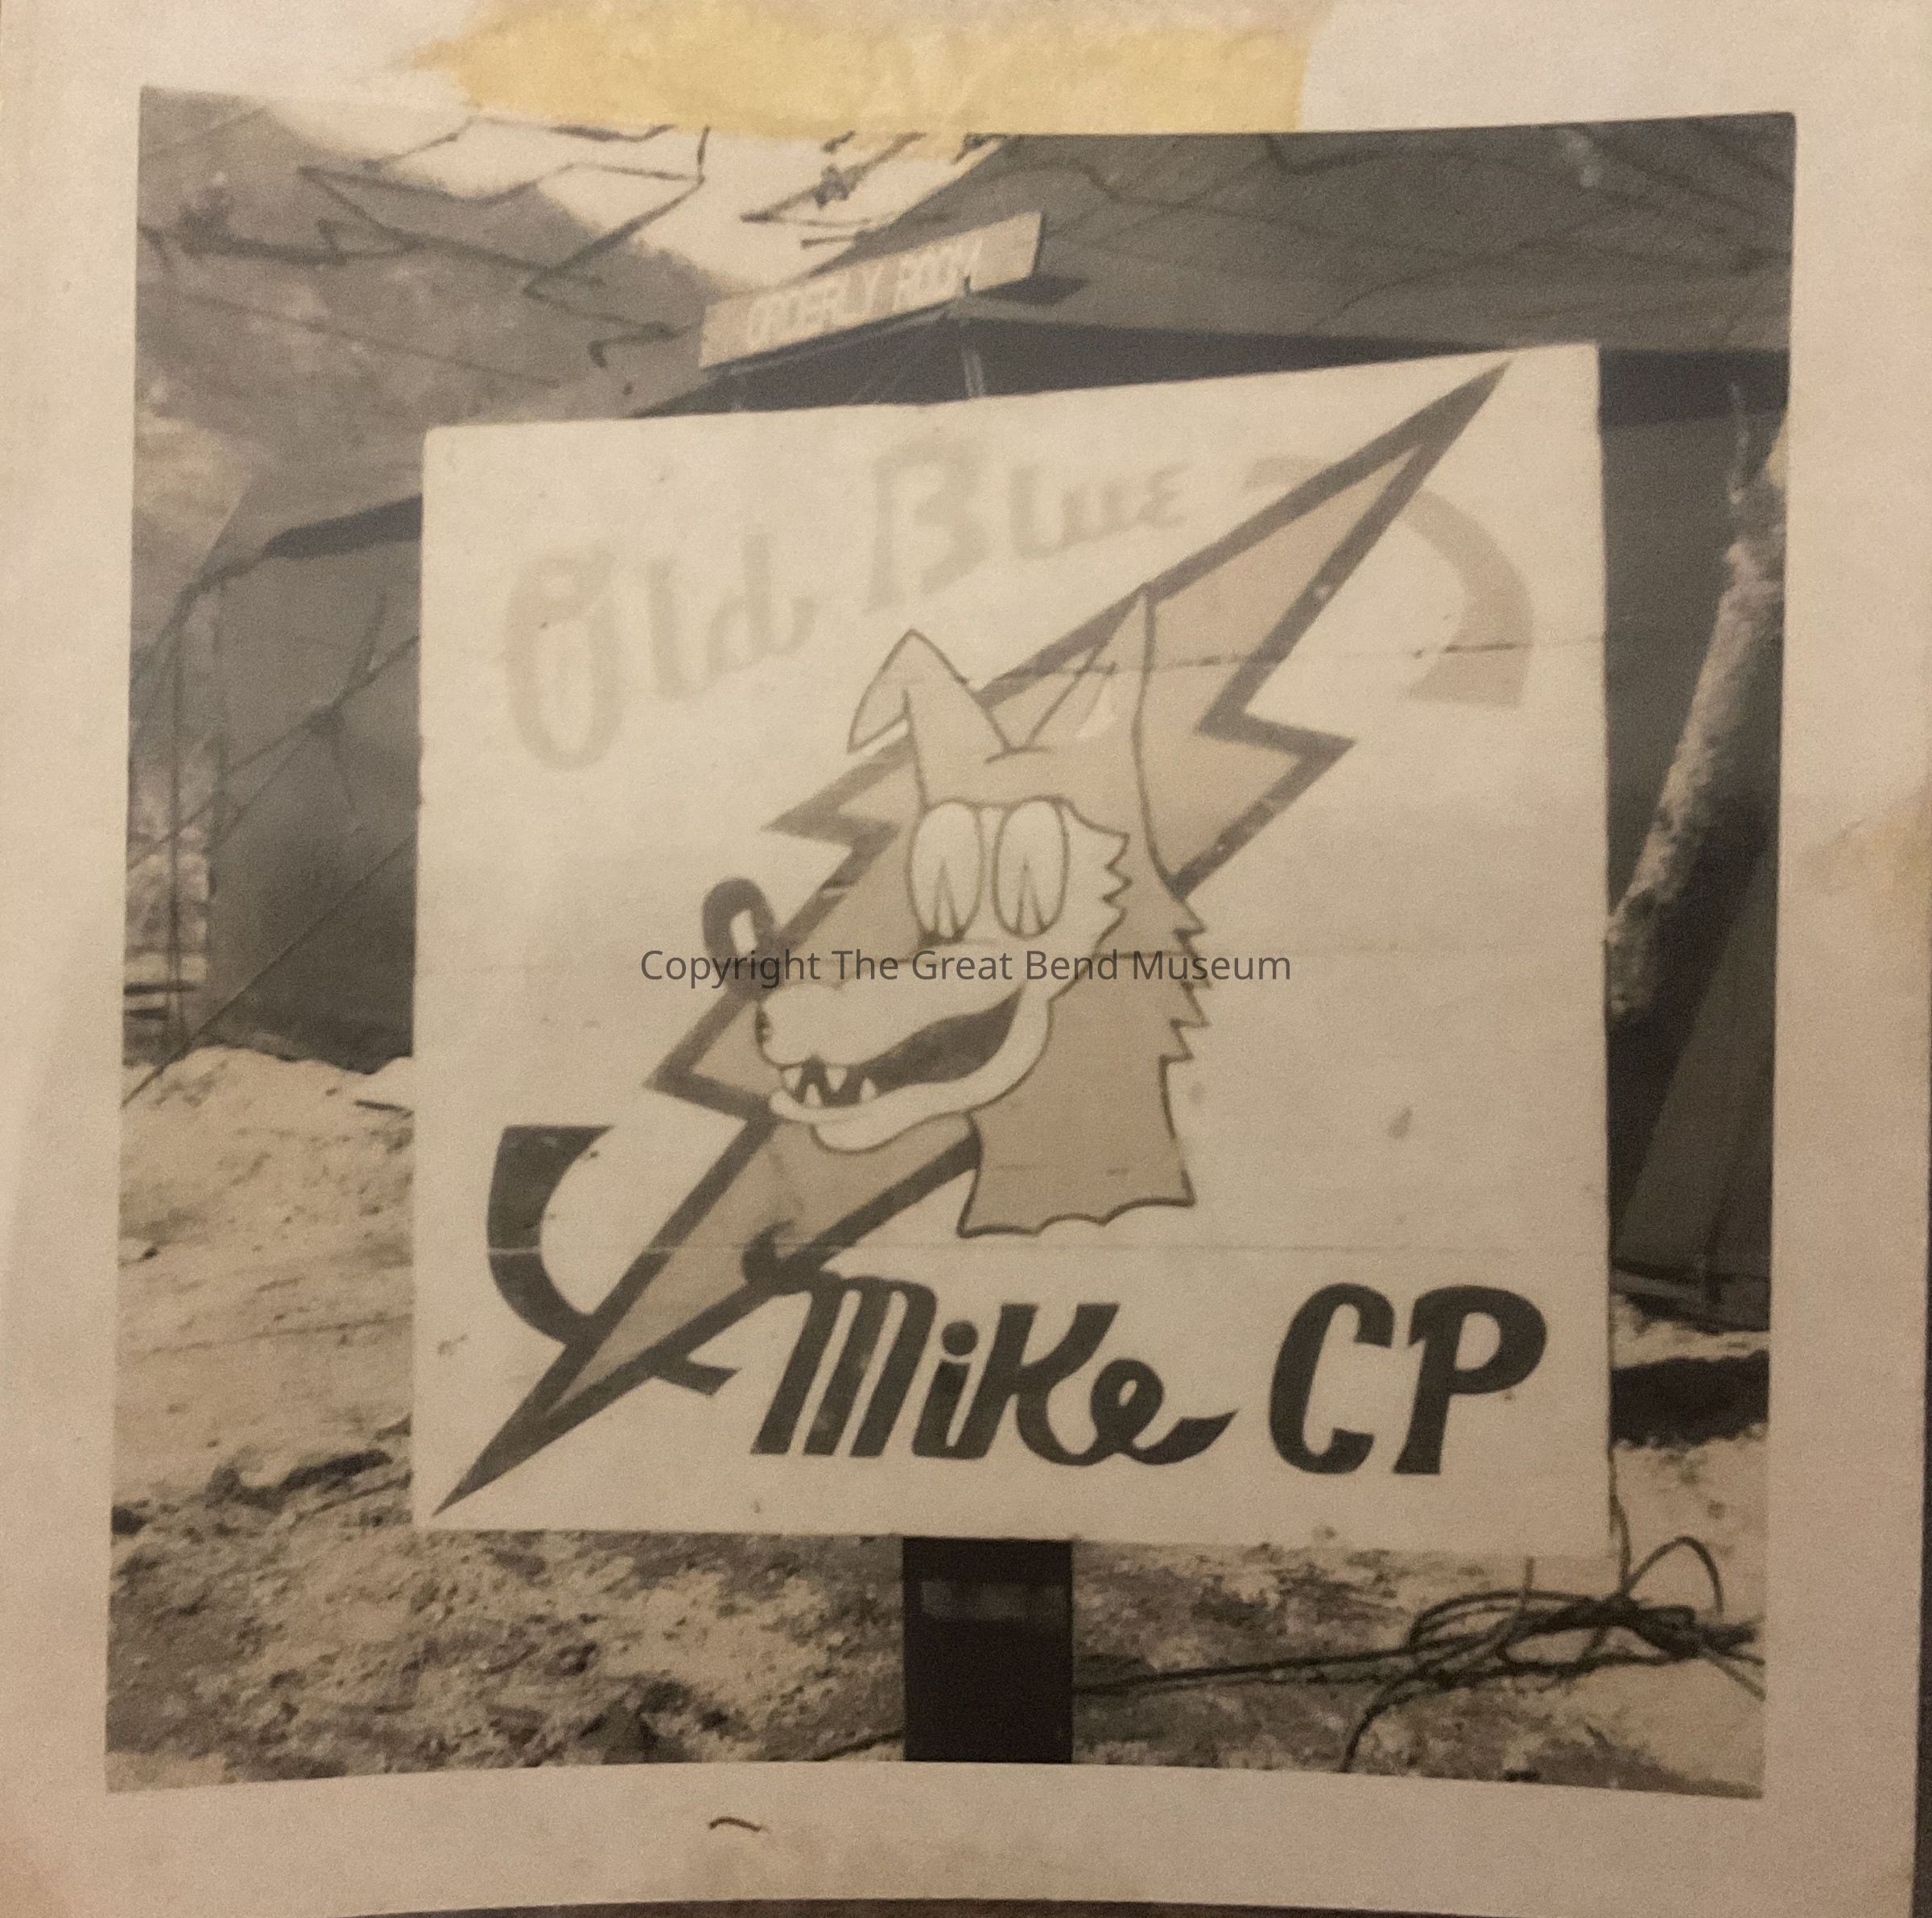 ORDERLY ROOM
Old Blue
Copyright The Great Bend Museum
Mike CP